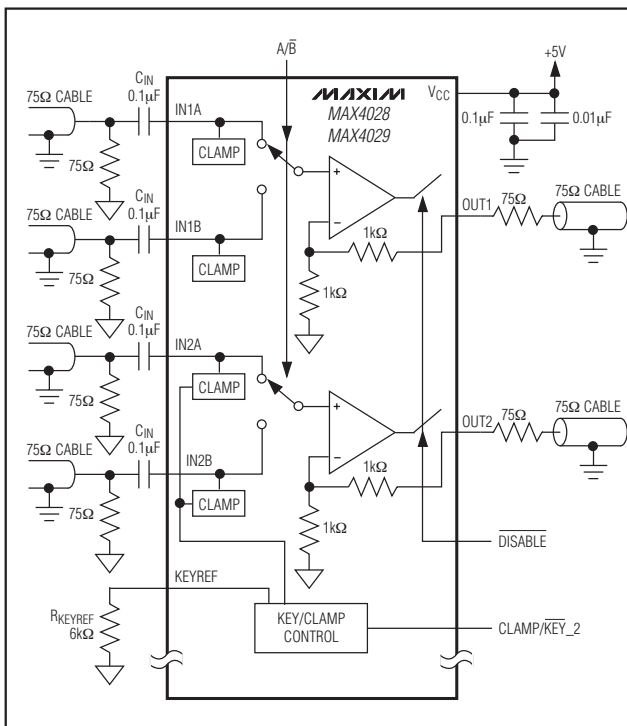 A/B̅
+5V
MAXIM
MAX4028
MAX4029
VCC
0.1µF
0.01µF
75Ω CABLE
CIN
0.1µF
IN1A
CLAMP
75Ω
+
−
OUT1
75Ω
75Ω CABLE
1kΩ
1kΩ
75Ω CABLE
CIN
0.1µF
IN1B
CLAMP
75Ω
75Ω CABLE
CIN
0.1µF
IN2A
CLAMP
75Ω
+
−
OUT2
75Ω
75Ω CABLE
1kΩ
1kΩ
75Ω CABLE
CIN
0.1µF
IN2B
CLAMP
75Ω
D̅I̅S̅A̅B̅L̅E̅
KEYREF
RKEYREF
6kΩ
KEY/CLAMP
CONTROL
CLAMP/K̅E̅Y̅_2